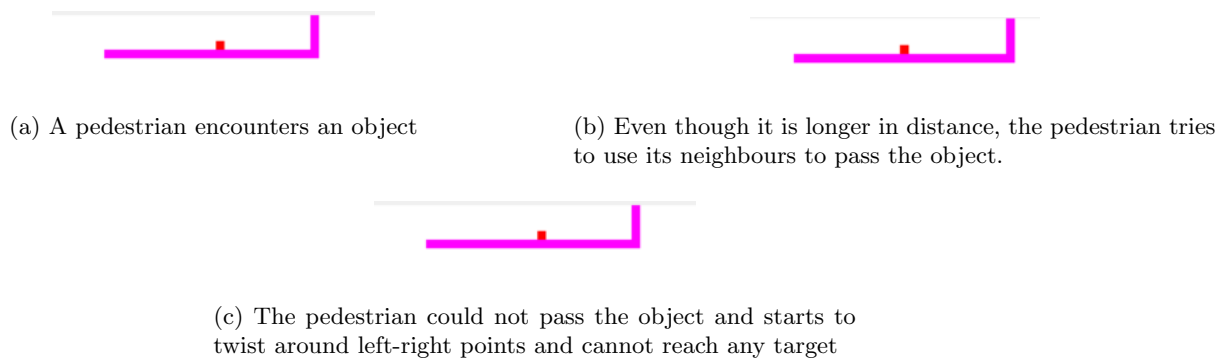 (a) A pedestrian encounters an object
(b) Even though it is longer in distance, the pedestrian tries
to use its neighbours to pass the object.
(c) The pedestrian could not pass the object and starts to
twist around left-right points and cannot reach any target